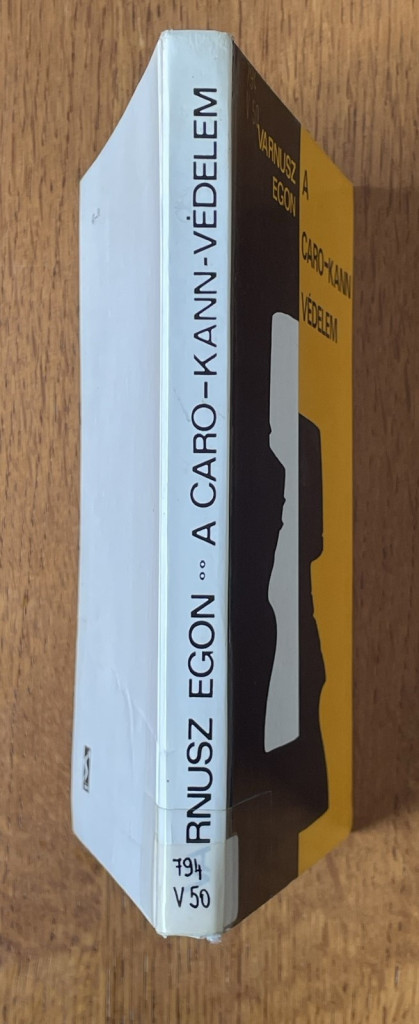 RNUSZ EGON •• A CARO-KANN-VÉDELEM
794
V 50
VARNUSZ
EGON
A
CARO-KANN
VÉDELEM